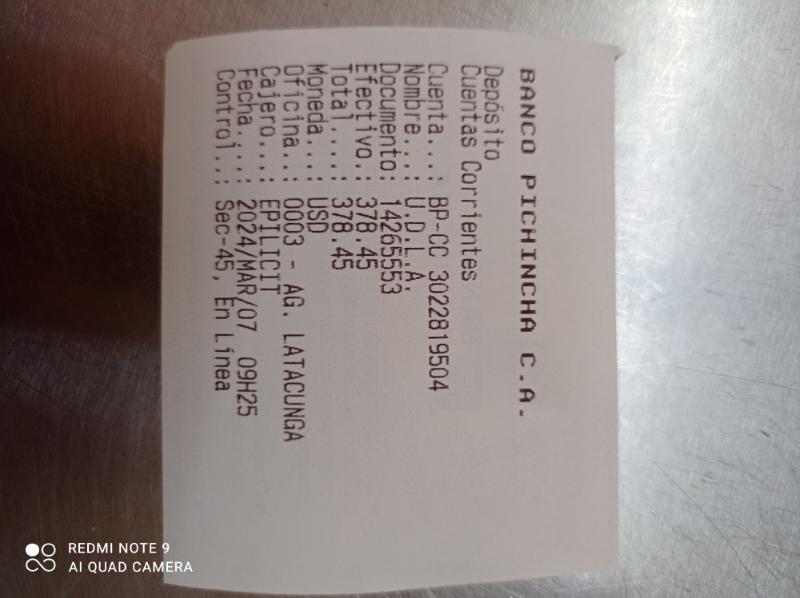 BANCO PICHINCHA C.A.
Depósito
Cuentas Corrientes
Cuenta...: BP-CC 3022819504
Nombre...: U.D.L.A.
Documento: 14265553
Efectivo.: 378.45
Total....: 378.45
Moneda...: USD
Oficina..: 0003 - AG. LATACUNGA
Cajero...: EPILICIT
Fecha....: 2024/MAR/07 09H25
Control..: Sec-45, En Línea
REDMI NOTE 9
AI QUAD CAMERA